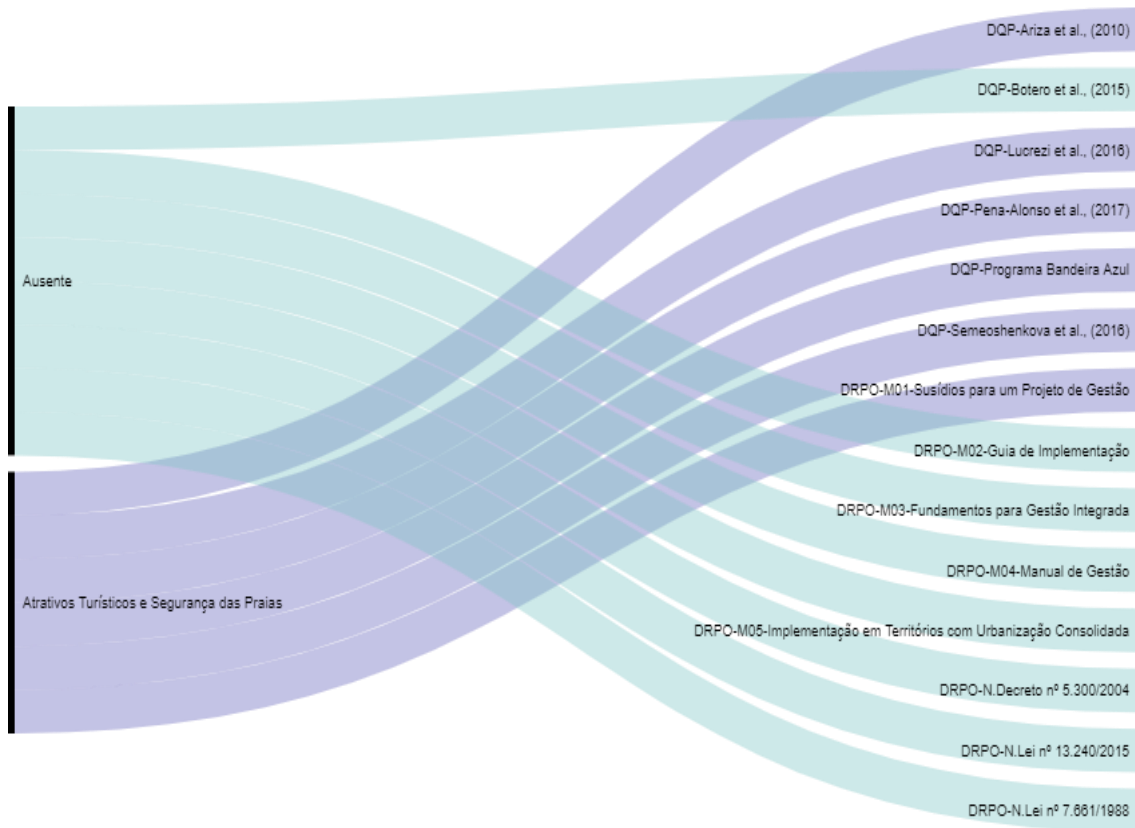 Ausente
Atrativos Turísticos e Segurança das Praias
DQP-Ariza et al., (2010)
DQP-Botero et al., (2015)
DQP-Lucrezi et al., (2016)
DQP-Pena-Alonso et al., (2017)
DQP-Programa Bandeira Azul
DQP-Semeoshenkova et al., (2016)
DRPO-M01-Susídios para um Projeto de Gestão
DRPO-M02-Guia de Implementação
DRPO-M03-Fundamentos para Gestão Integrada
DRPO-M04-Manual de Gestão
DRPO-M05-Implementação em Territórios com Urbanização Consolidada
DRPO-N.Decreto nº 5.300/2004
DRPO-N.Lei nº 13.240/2015
DRPO-N.Lei nº 7.661/1988